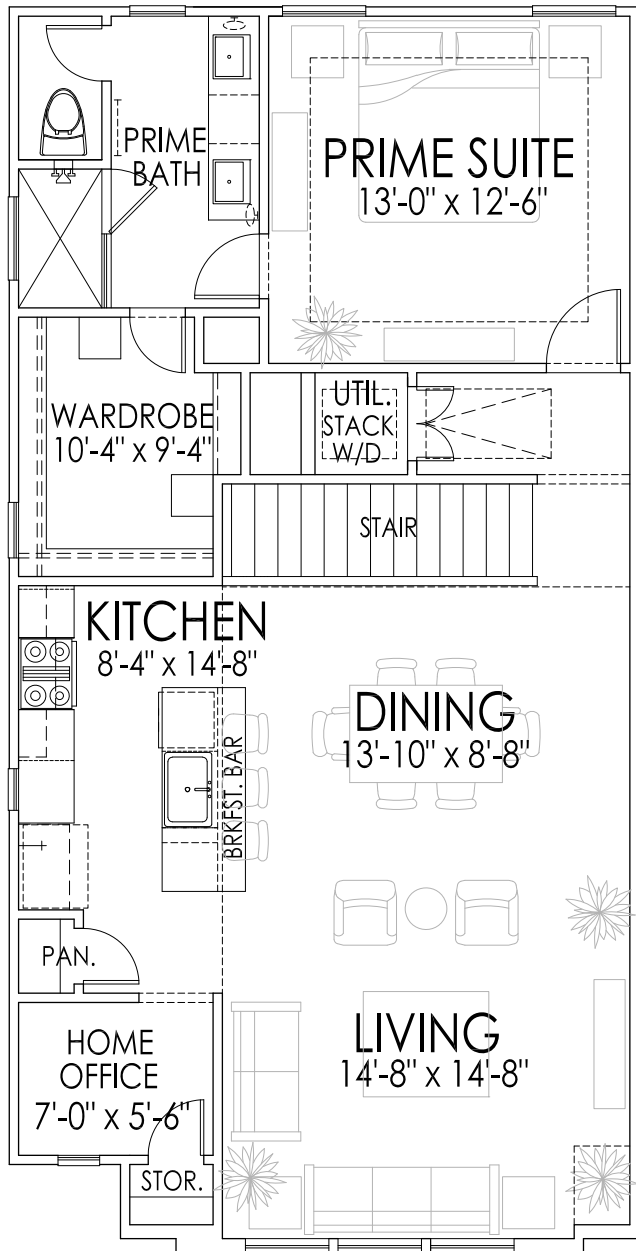 PRIME
BATH
PRIME SUITE
13'-0" x 12'-6"
WARDROBE
10'-4" x 9'-4"
UTIL.
STACK
W/D
STAIR
KITCHEN
8'-4" x 14'-8"
DINING
13'-10" x 8'-8"
BRKFST. BAR
PAN.
HOME
OFFICE
7'-0" x 5'-6"
LIVING
14'-8" x 14'-8"
STOR.